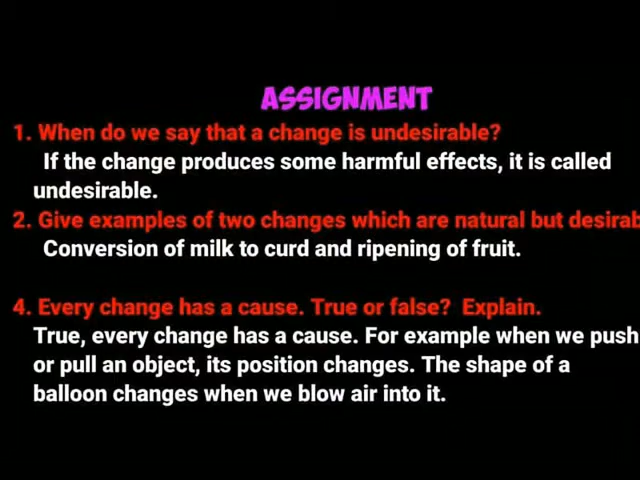 ASSIGNMENT
1. When do we say that a change is undesirable?
If the change produces some harmful effects, it is called
undesirable.
2. Give examples of two changes which are natural but desirab
Conversion of milk to curd and ripening of fruit.
4. Every change has a cause. True or false? Explain.
True, every change has a cause. For example when we push
or pull an object, its position changes. The shape of a
balloon changes when we blow air into it.